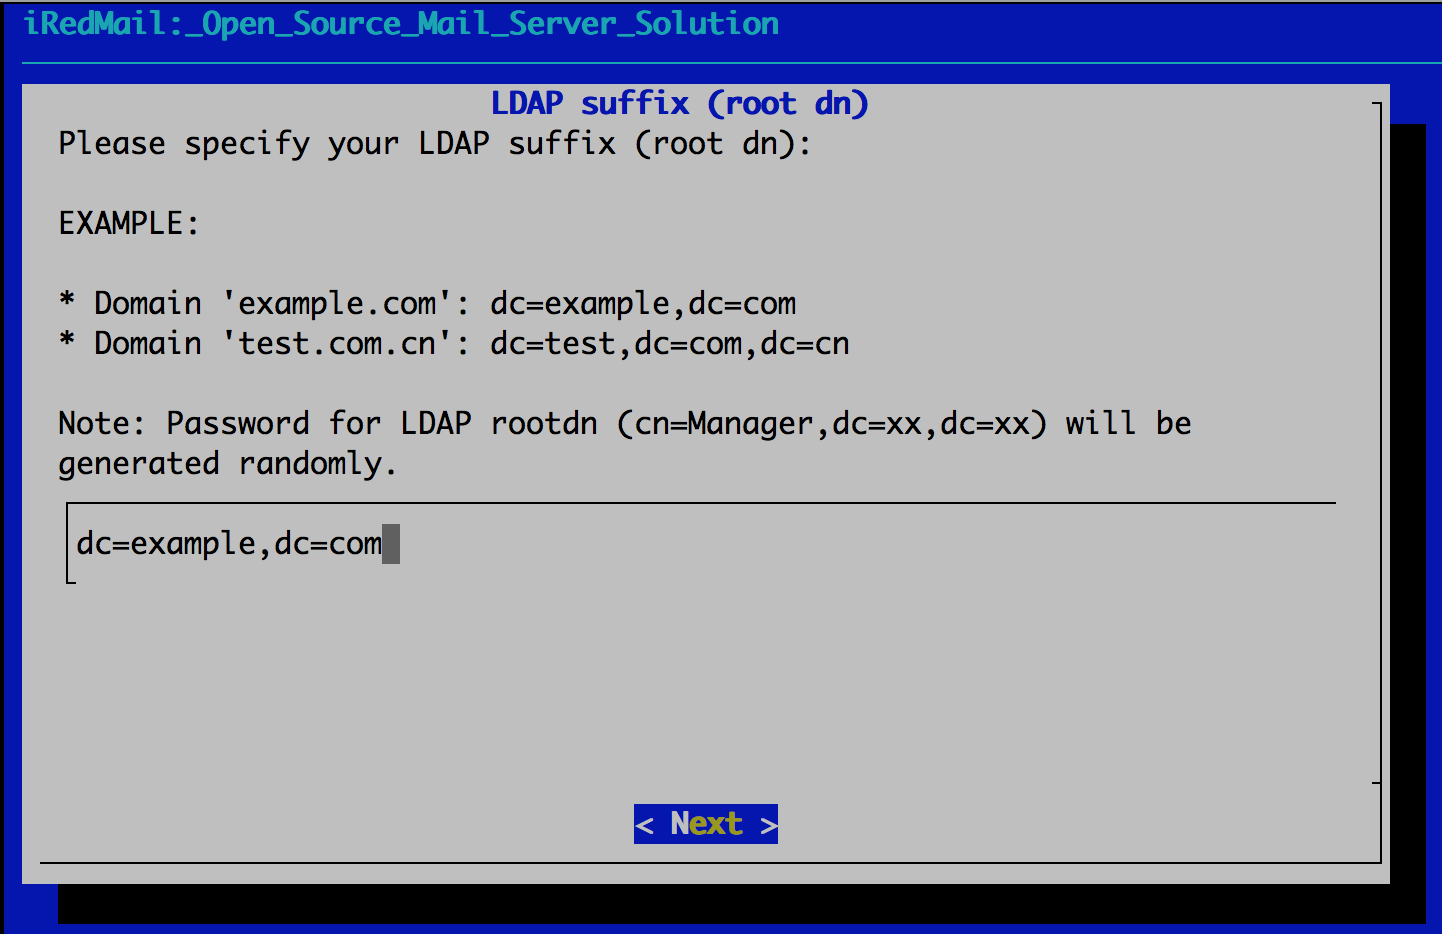 iRedMail:_Open_Source_Mail_Server_Solution
LDAP suffix (root dn)
Please specify your LDAP suffix (root dn):
EXAMPLE:
* Domain 'example.com': dc=example,dc=com
* Domain 'test.com.cn': dc=test,dc=com,dc=cn
Note: Password for LDAP rootdn (cn=Manager,dc=xx,dc=xx) will be
generated randomly.
dc=example,dc=com
< Next >